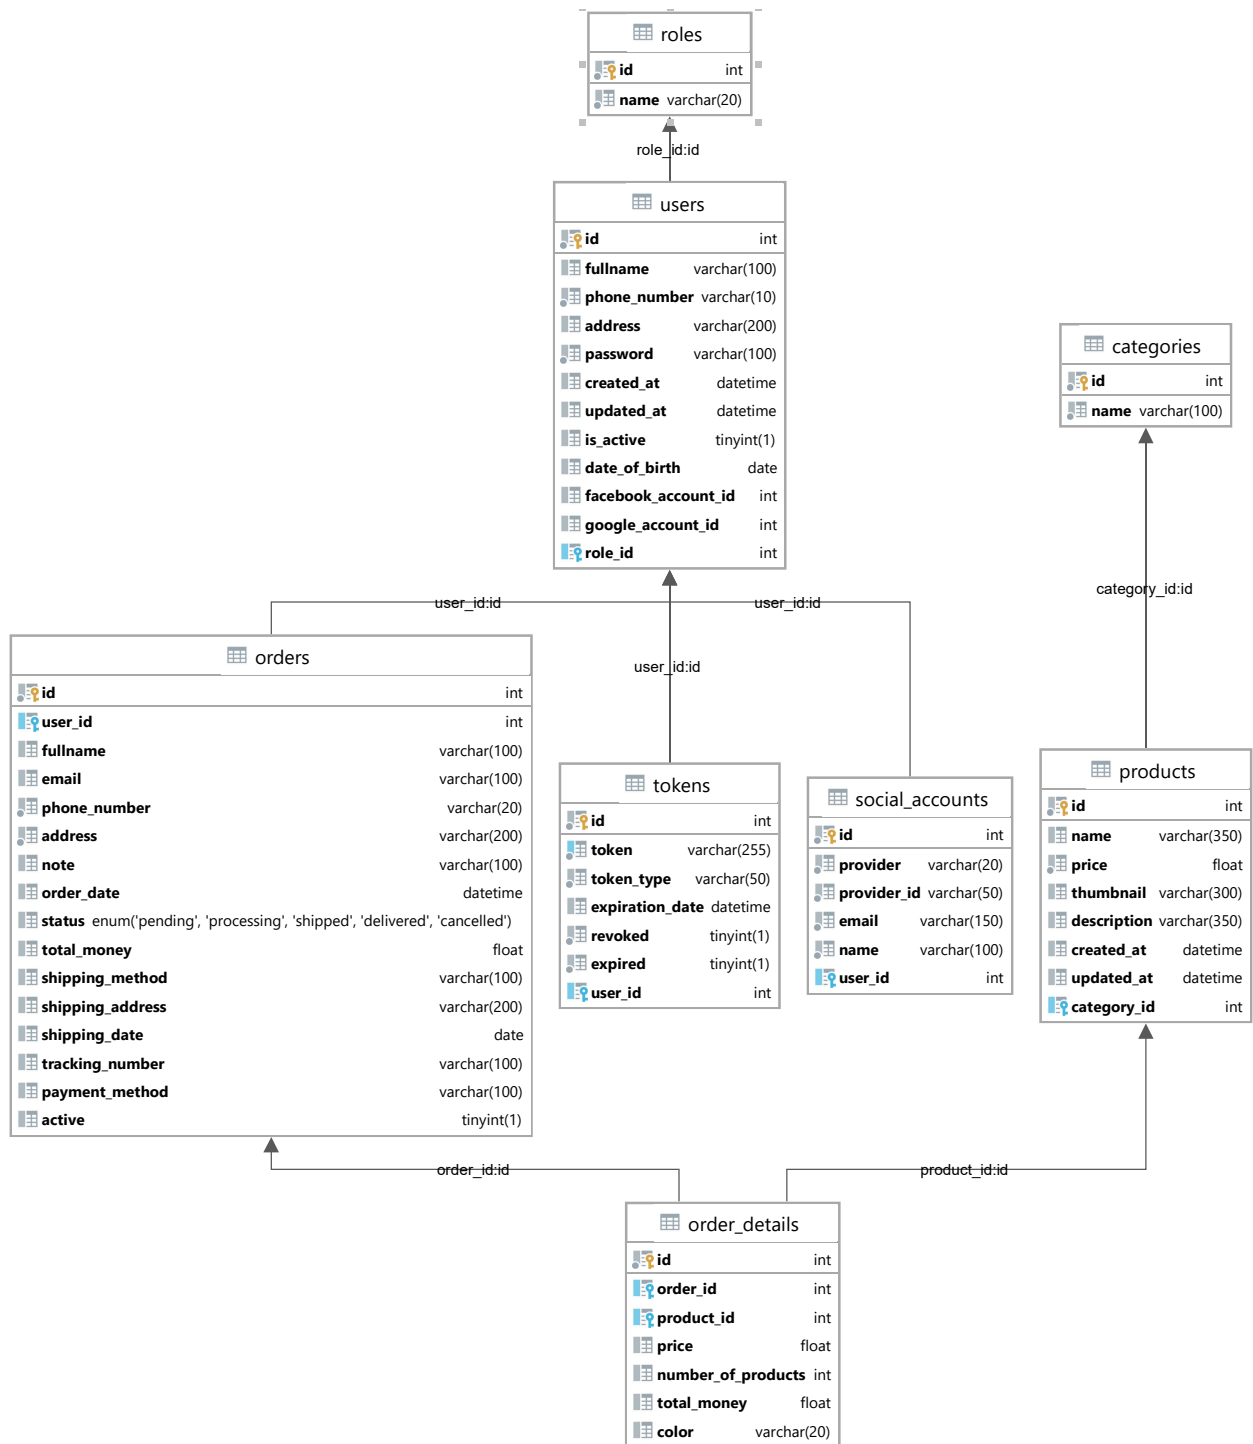 roles
id int
name varchar(20)
role_id:id
users
id int
fullname varchar(100)
phone_number varchar(10)
address varchar(200)
password varchar(100)
created_at datetime
updated_at datetime
is_active tinyint(1)
date_of_birth date
facebook_account_id int
google_account_id int
role_id int
categories
id int
name varchar(100)
category_id:id
user_id:id
user_id:id
user_id:id
orders
id int
user_id int
fullname varchar(100)
email varchar(100)
phone_number varchar(20)
address varchar(200)
note varchar(100)
order_date datetime
status enum('pending', 'processing', 'shipped', 'delivered', 'cancelled')
total_money float
shipping_method varchar(100)
shipping_address varchar(200)
shipping_date date
tracking_number varchar(100)
payment_method varchar(100)
active tinyint(1)
tokens
id int
token varchar(255)
token_type varchar(50)
expiration_date datetime
revoked tinyint(1)
expired tinyint(1)
user_id int
social_accounts
id int
provider varchar(20)
provider_id varchar(50)
email varchar(150)
name varchar(100)
user_id int
products
id int
name varchar(350)
price float
thumbnail varchar(300)
description varchar(350)
created_at datetime
updated_at datetime
category_id int
order_id:id
product_id:id
order_details
id int
order_id int
product_id int
price float
number_of_products int
total_money float
color varchar(20)